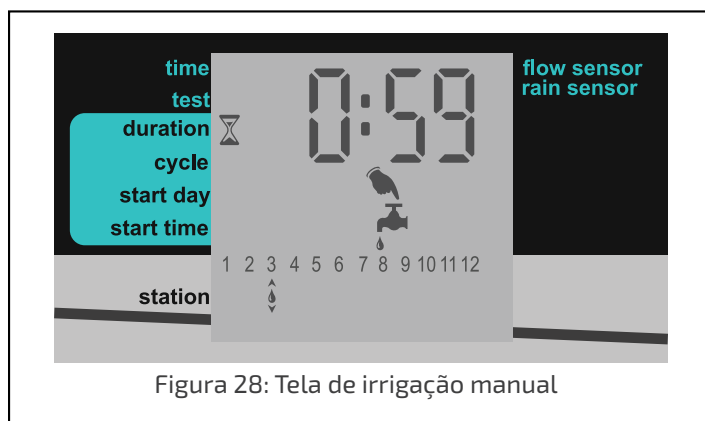 time
test
duration
cycle
start day
start time
0:59
flow sensor
rain sensor
1 2 3 4 5 6 7 8 9 10 11 12
station
Figura 28: Tela de irrigação manual